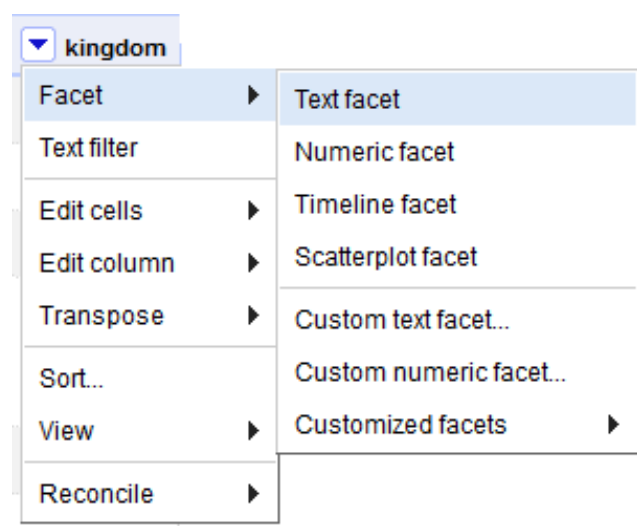 kingdom
Facet
Text filter
Edit cells
Edit column
Transpose
Sort...
View
Reconcile
Text facet
Numeric facet
Timeline facet
Scatterplot facet
Custom text facet...
Custom numeric facet...
Customized facets